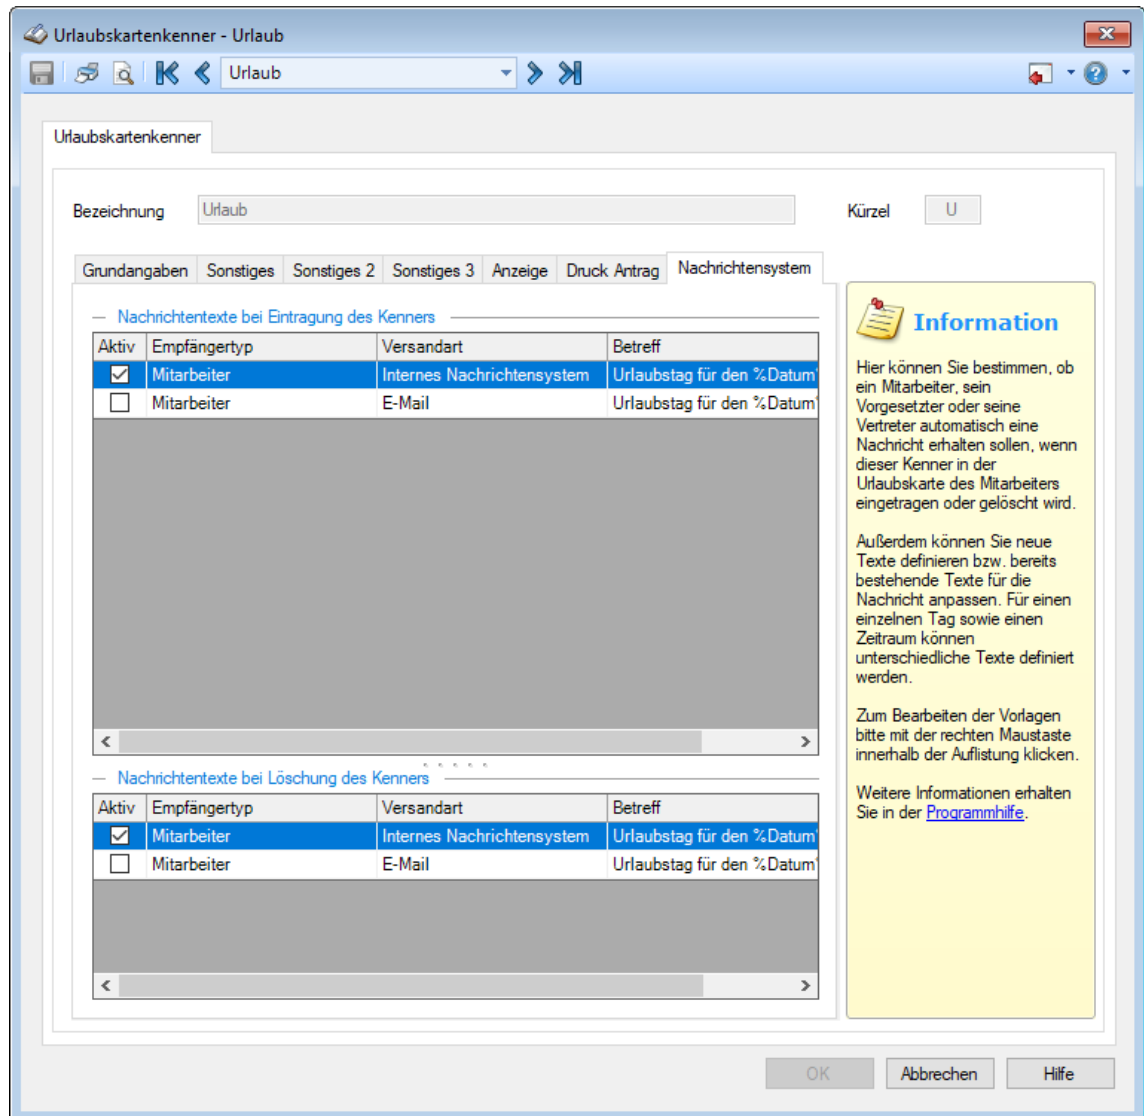 Urlaubskartenkenner - Urlaub
Urlaub
Urlaubskartenkenner
Bezeichnung Urlaub Kürzel U
Grundangaben Sonstiges Sonstiges 2 Sonstiges 3 Anzeige Druck Antrag Nachrichtensystem
Nachrichtentexte bei Eintragung des Kenners
Aktiv Empfängertyp Versandart Betreff
Mitarbeiter Internes Nachrichtensystem Urlaubstag für den %Datum
Mitarbeiter E-Mail Urlaubstag für den %Datum
Nachrichtentexte bei Löschung des Kenners
Aktiv Empfängertyp Versandart Betreff
Mitarbeiter Internes Nachrichtensystem Urlaubstag für den %Datum
Mitarbeiter E-Mail Urlaubstag für den %Datum
Information
Hier können Sie bestimmen, ob
ein Mitarbeiter, sein
Vorgesetzter oder seine
Vertreter automatisch eine
Nachricht erhalten sollen, wenn
dieser Kenner in der
Urlaubskarte des Mitarbeiters
eingetragen oder gelöscht wird.
Außerdem können Sie neue
Texte definieren bzw. bereits
bestehende Texte für die
Nachricht anpassen. Für einen
einzelnen Tag sowie einen
Zeitraum können
unterschiedliche Texte definiert
werden.
Zum Bearbeiten der Vorlagen
bitte mit der rechten Maustaste
innerhalb der Auflistung klicken.
Weitere Informationen erhalten
Sie in der Programmhilfe.
OK Abbrechen Hilfe